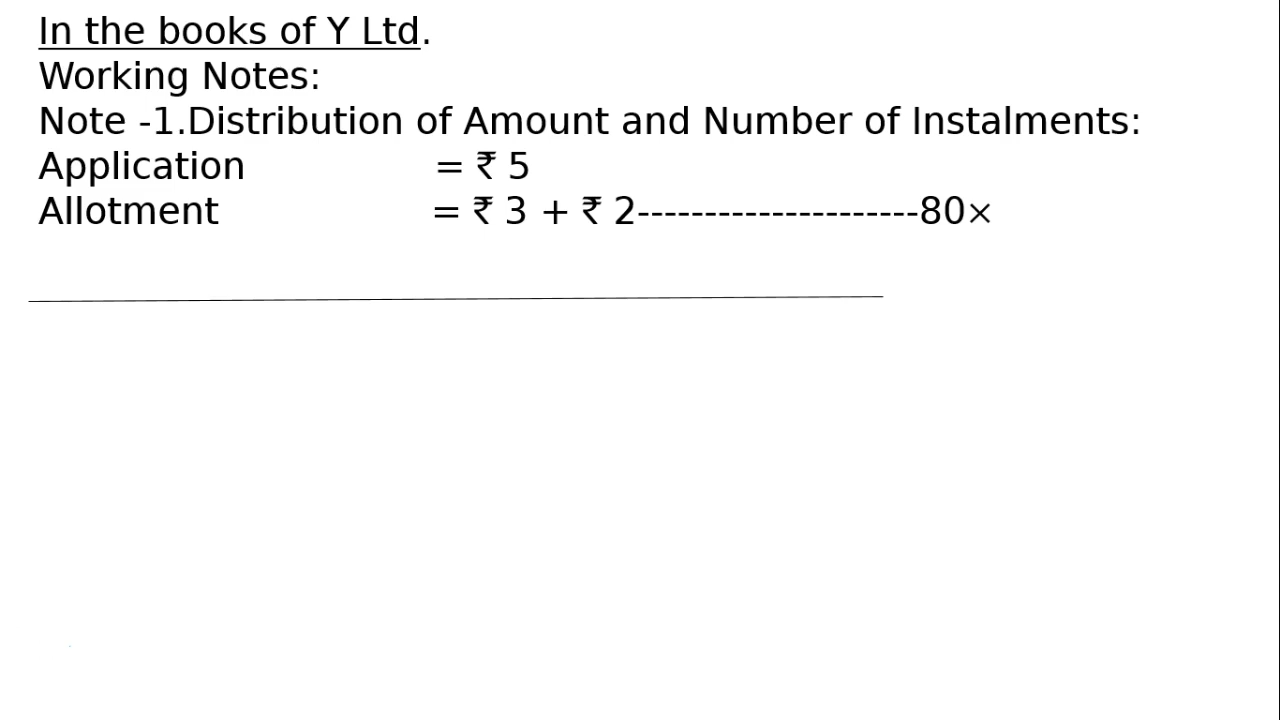 In the books of Y Ltd.
Working Notes:
Note -1.Distribution of Amount and Number of Instalments:
Application = ₹ 5
Allotment = ₹ 3 + ₹ 2---------------------80×